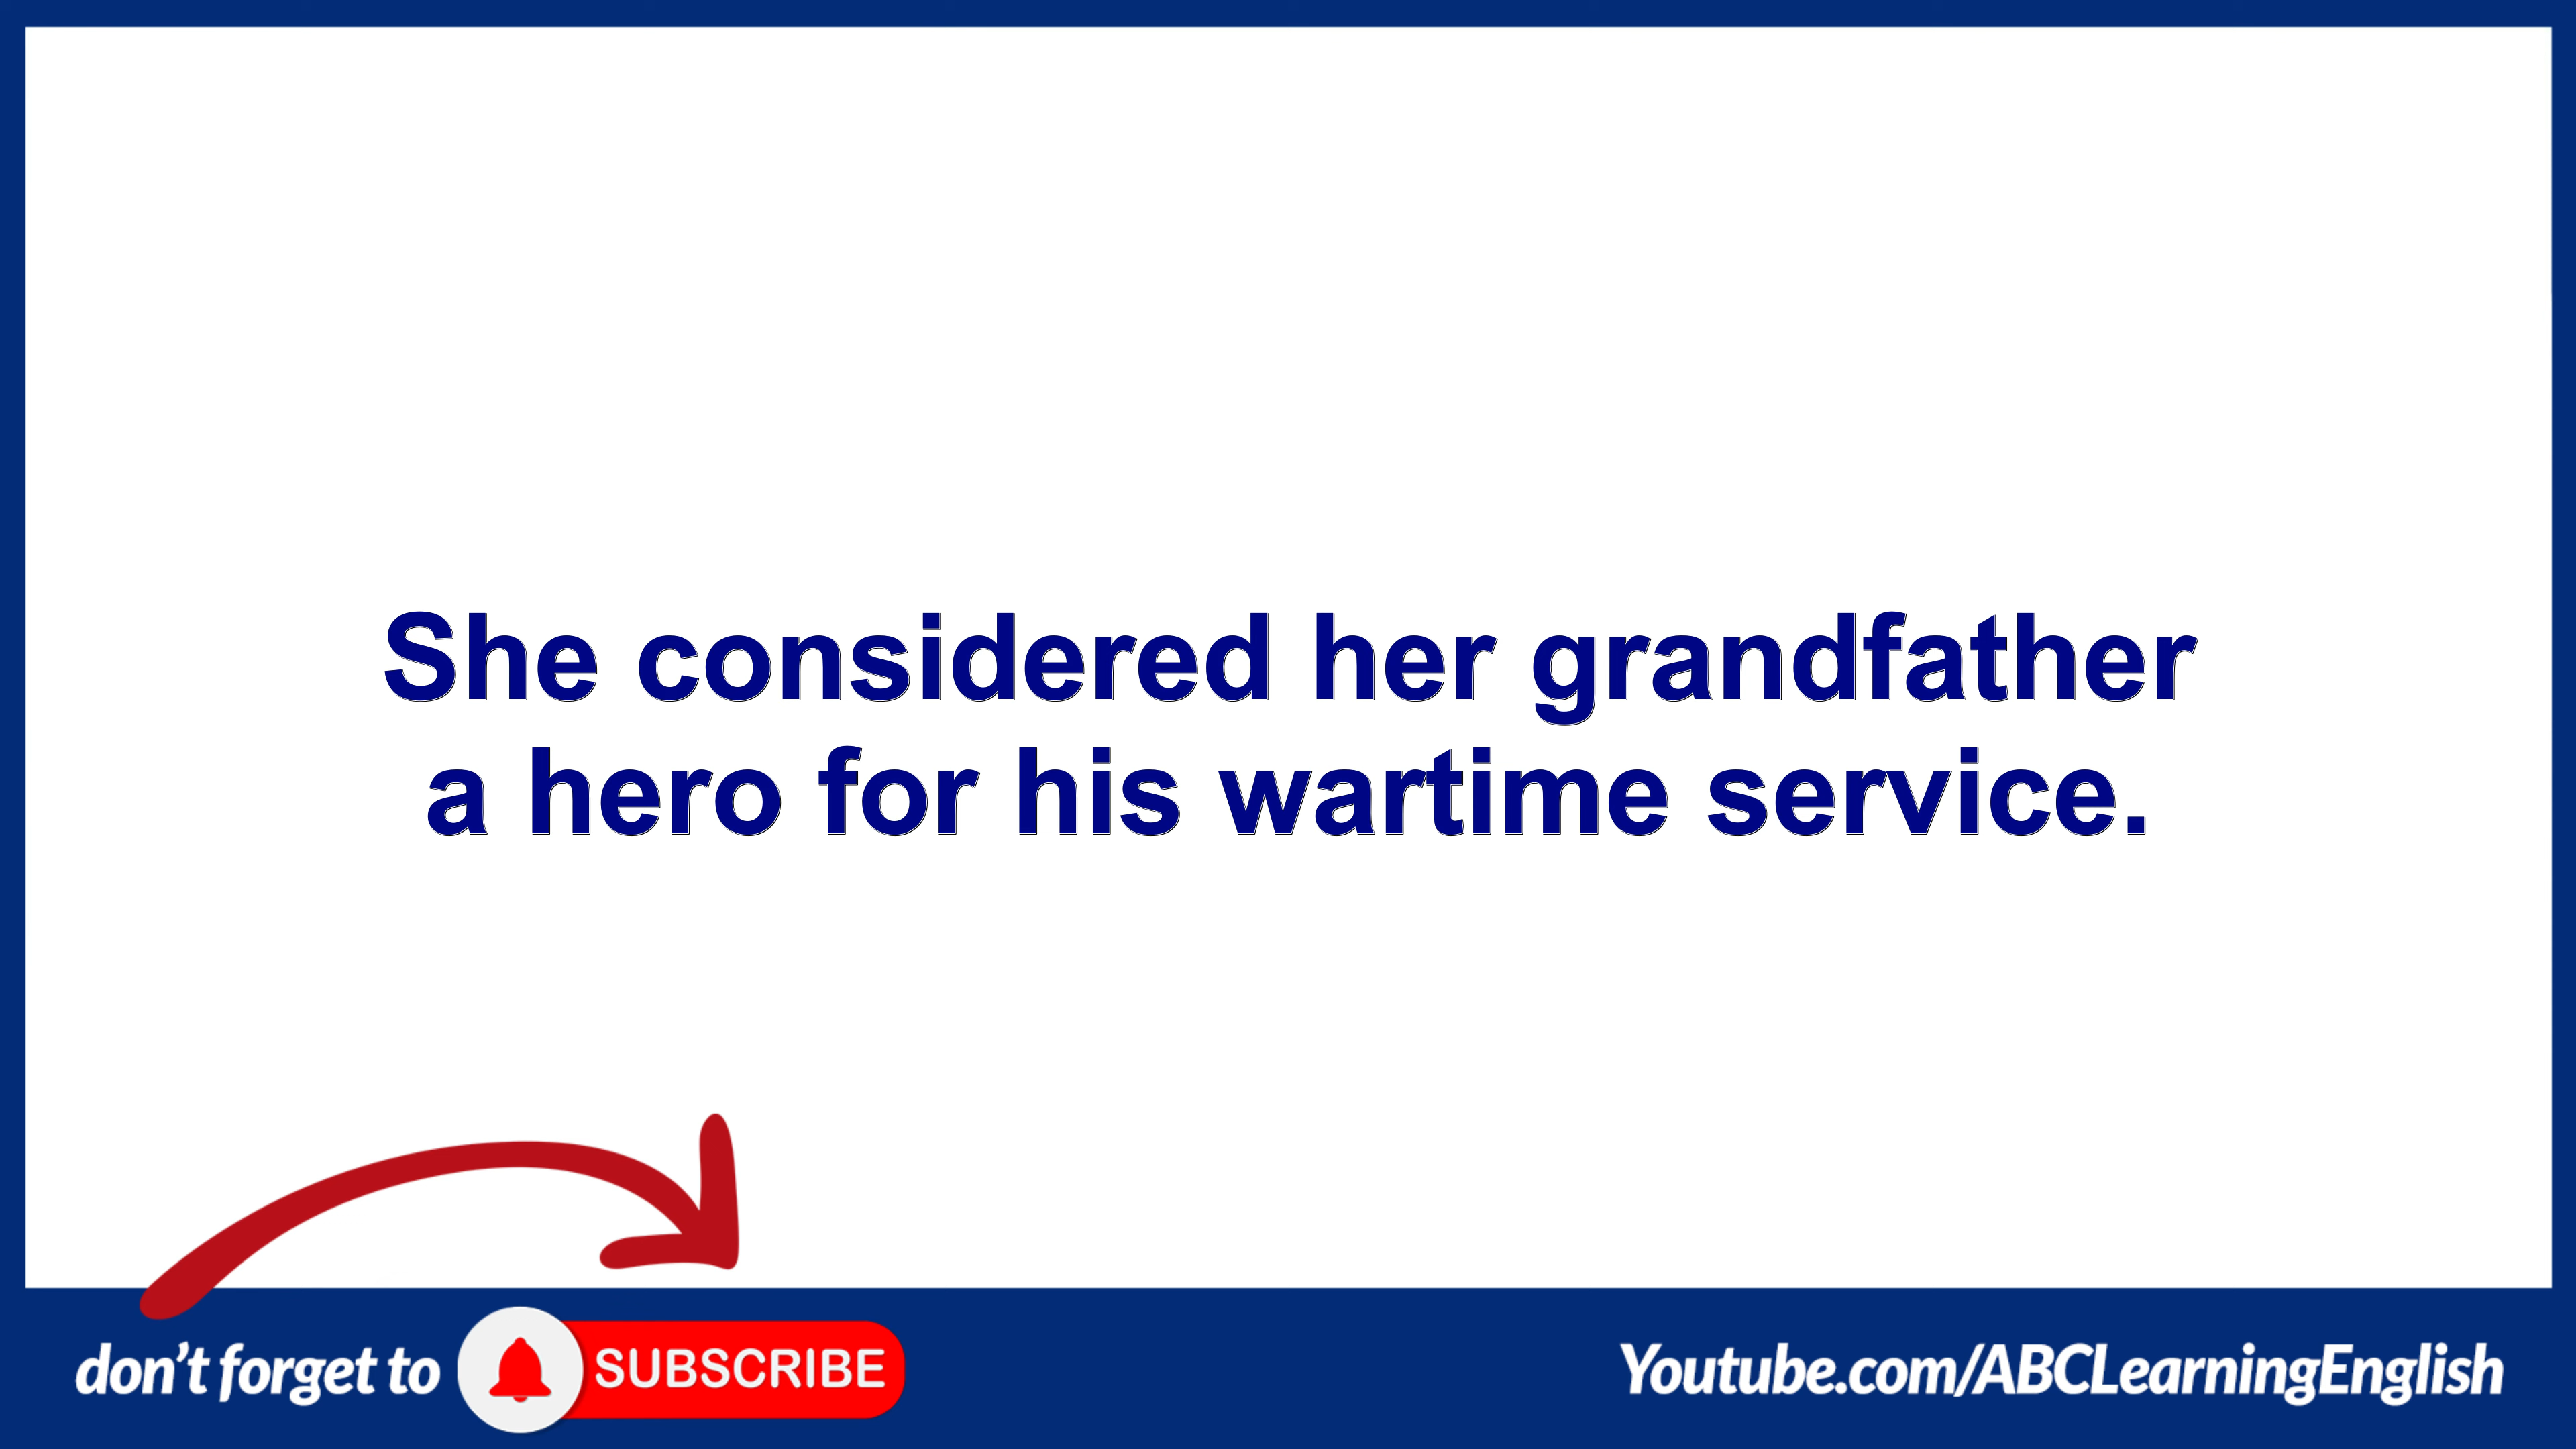 She considered her grandfather
a hero for his wartime service.
don't forget to SUBSCRIBE
Youtube.com/ABCLearningEnglish